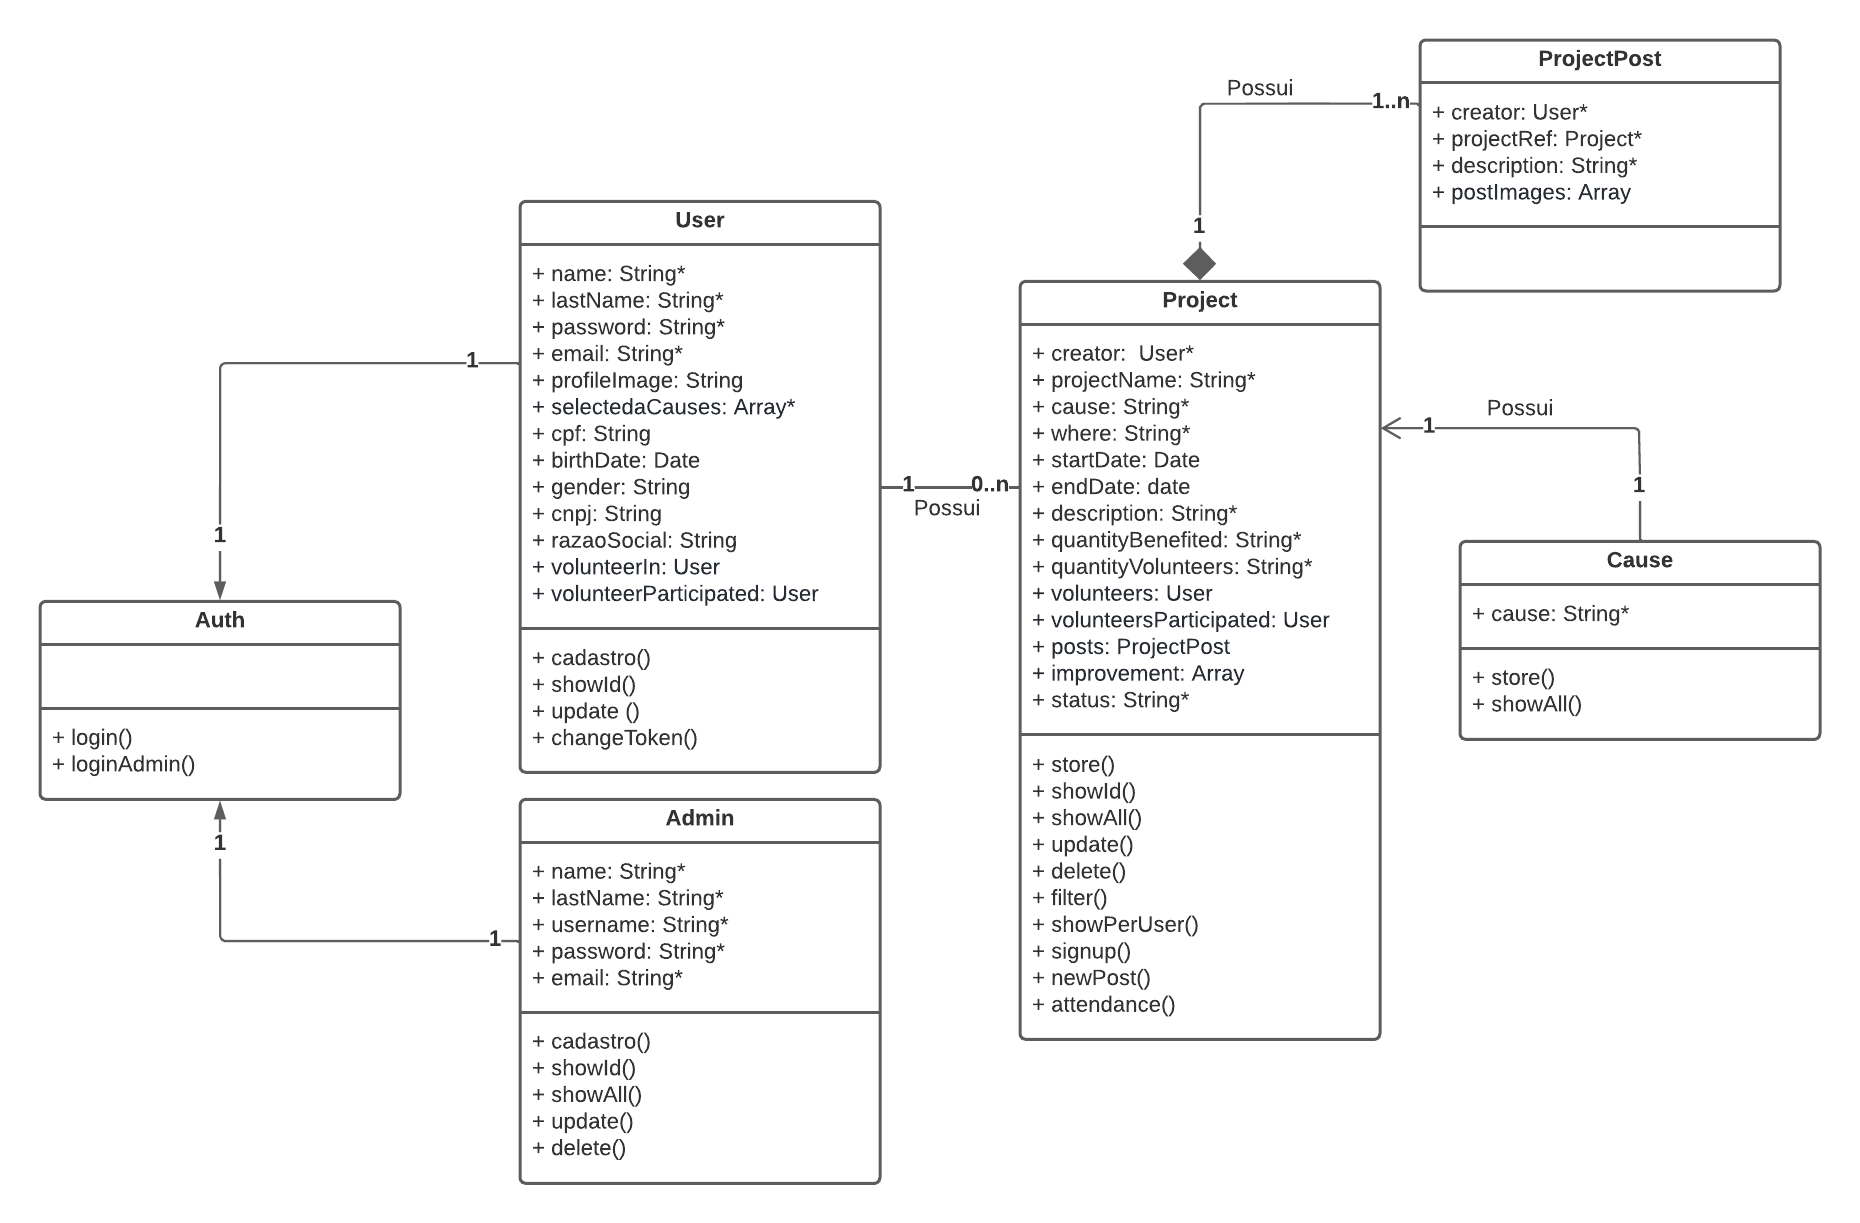 ProjectPost
+ creator: User*
+ projectRef: Project*
+ description: String*
+ postImages: Array
Possui
1..n
1
User
+ name: String*
+ lastName: String*
+ password: String*
+ email: String*
+ profileImage: String
+ selectedaCauses: Array*
+ cpf: String
+ birthDate: Date
+ gender: String
+ cnpj: String
+ razaoSocial: String
+ volunteerIn: User
+ volunteerParticipated: User
+ cadastro()
+ showId()
+ update ()
+ changeToken()
1
1
1
0..n
Possui
Project
+ creator:  User*
+ projectName: String*
+ cause: String*
+ where: String*
+ startDate: Date
+ endDate: date
+ description: String*
+ quantityBenefited: String*
+ quantityVolunteers: String*
+ volunteers: User
+ volunteersParticipated: User
+ posts: ProjectPost
+ improvement: Array
+ status: String*
+ store()
+ showId()
+ showAll()
+ update()
+ delete()
+ filter()
+ showPerUser()
+ signup()
+ newPost()
+ attendance()
Possui
1
1
Cause
+ cause: String*
+ store()
+ showAll()
Auth
+ login()
+ loginAdmin()
1
1
Admin
+ name: String*
+ lastName: String*
+ username: String*
+ password: String*
+ email: String*
+ cadastro()
+ showId()
+ showAll()
+ update()
+ delete()